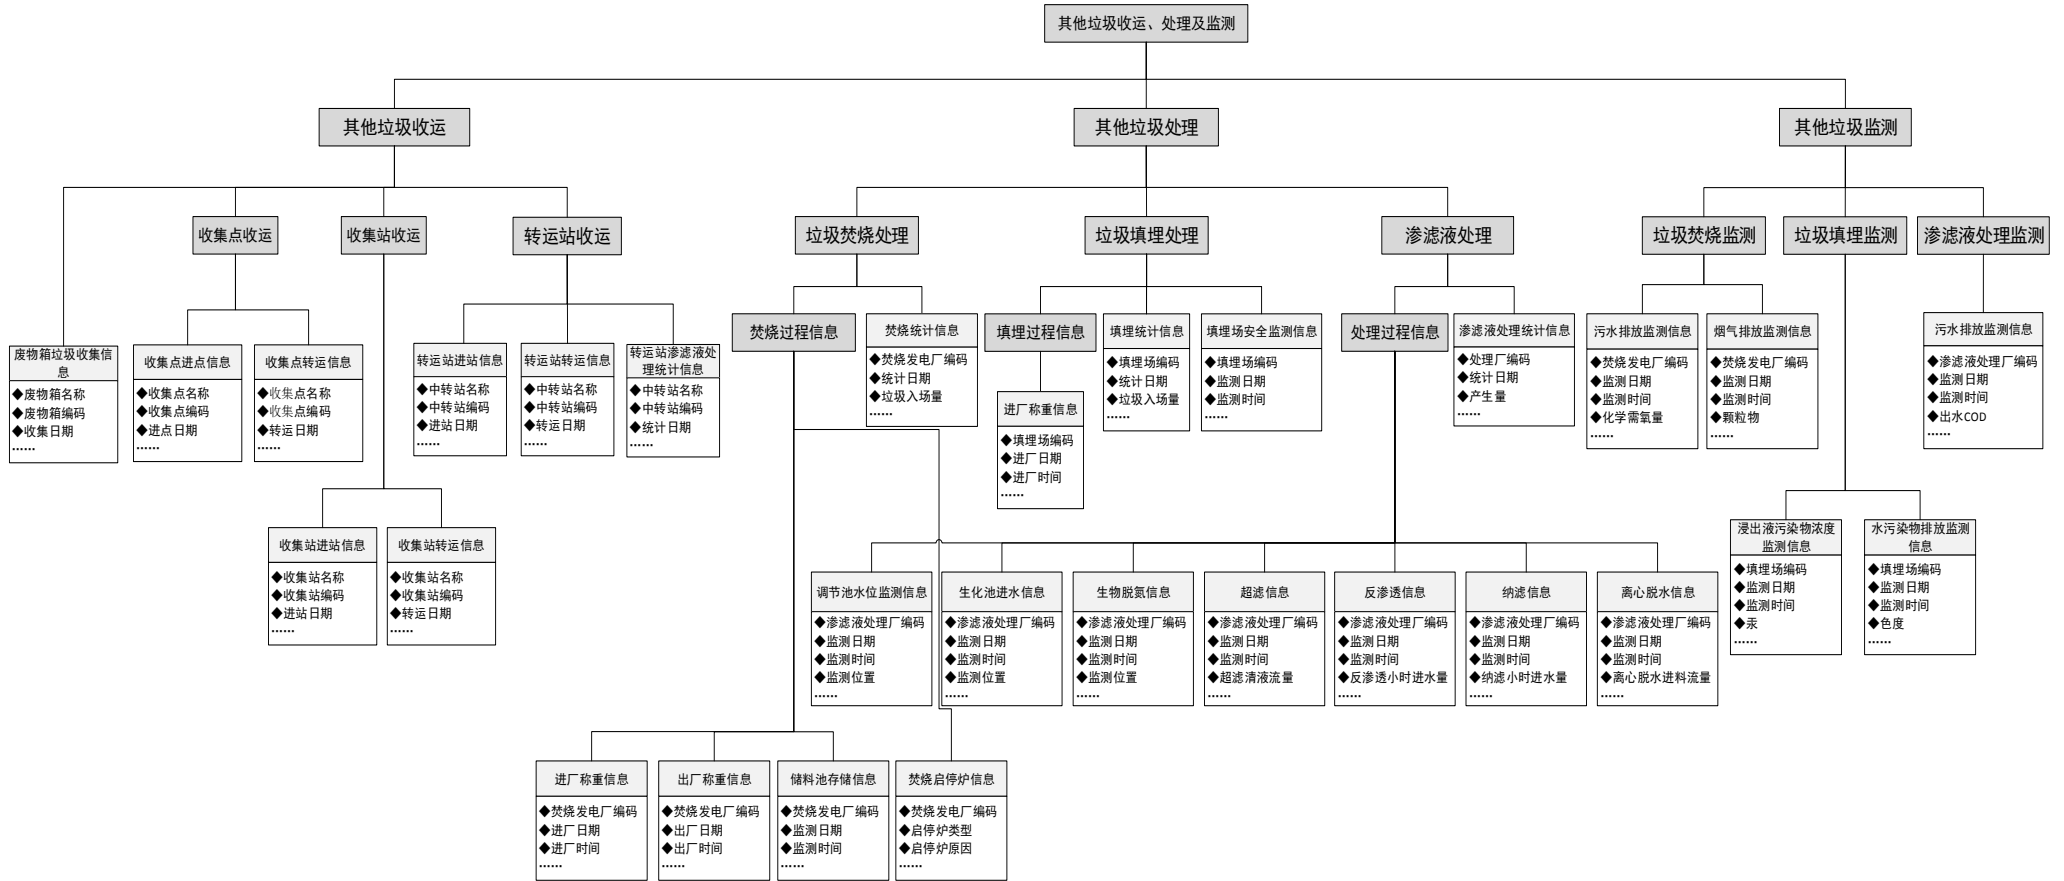 其他垃圾收运、处理及监测
其他垃圾收运
其他垃圾处理
其他垃圾监测
收集点收运
收集站收运
转运站收运
垃圾焚烧处理
垃圾填埋处理
渗滤液处理
垃圾焚烧监测
垃圾填埋监测
渗滤液处理监测
废物箱垃圾收集信
息
◆废物箱名称
◆废物箱编码
◆收集日期
······
收集点进点信息
◆收集点名称
◆收集点编码
◆进点日期
······
收集点转运信息
◆收集点名称
◆收集点编码
◆转运日期
······
转运站进站信息
◆中转站名称
◆中转站编码
◆进站日期
······
转运站转运信息
◆中转站名称
◆中转站编码
◆转运日期
······
转运站渗滤液处
理统计信息
◆中转站名称
◆中转站编码
◆统计日期
······
焚烧过程信息
焚烧统计信息
◆焚烧发电厂编码
◆统计日期
◆垃圾入场量
······
填埋过程信息
进厂称重信息
◆填埋场编码
◆进厂日期
◆进厂时间
······
填埋统计信息
◆填埋场编码
◆统计日期
◆垃圾入场量
······
填埋场安全监测信息
◆填埋场编码
◆监测日期
◆监测时间
······
处理过程信息
渗滤液处理统计信息
◆处理厂编码
◆统计日期
◆产生量
······
污水排放监测信息
◆焚烧发电厂编码
◆监测日期
◆监测时间
◆化学需氧量
······
烟气排放监测信息
◆焚烧发电厂编码
◆监测日期
◆监测时间
◆颗粒物
······
污水排放监测信息
◆渗滤液处理厂编码
◆监测日期
◆监测时间
◆出水COD
······
收集站进站信息
◆收集站名称
◆收集站编码
◆进站日期
······
收集站转运信息
◆收集站名称
◆收集站编码
◆转运日期
······
调节池水位监测信息
◆渗滤液处理厂编码
◆监测日期
◆监测时间
◆监测位置
······
生化池进水信息
◆渗滤液处理厂编码
◆监测日期
◆监测时间
◆监测位置
······
生物脱氮信息
◆渗滤液处理厂编码
◆监测日期
◆监测时间
◆监测位置
······
超滤信息
◆渗滤液处理厂编码
◆监测日期
◆监测时间
◆超滤清液流量
······
反渗透信息
◆渗滤液处理厂编码
◆监测日期
◆监测时间
◆反渗透小时进水量
······
纳滤信息
◆渗滤液处理厂编码
◆监测日期
◆监测时间
◆纳滤小时进水量
······
离心脱水信息
◆渗滤液处理厂编码
◆监测日期
◆监测时间
◆离心脱水进料流量
······
浸出液污染物浓度
监测信息
◆填埋场编码
◆监测日期
◆监测时间
◆汞
······
水污染物排放监测
信息
◆填埋场编码
◆监测日期
◆监测时间
◆色度
······
进厂称重信息
◆焚烧发电厂编码
◆进厂日期
◆进厂时间
······
出厂称重信息
◆焚烧发电厂编码
◆出厂日期
◆出厂时间
······
储料池存储信息
◆焚烧发电厂编码
◆监测日期
◆监测时间
······
焚烧启停炉信息
◆焚烧发电厂编码
◆启停炉类型
◆启停炉原因
······